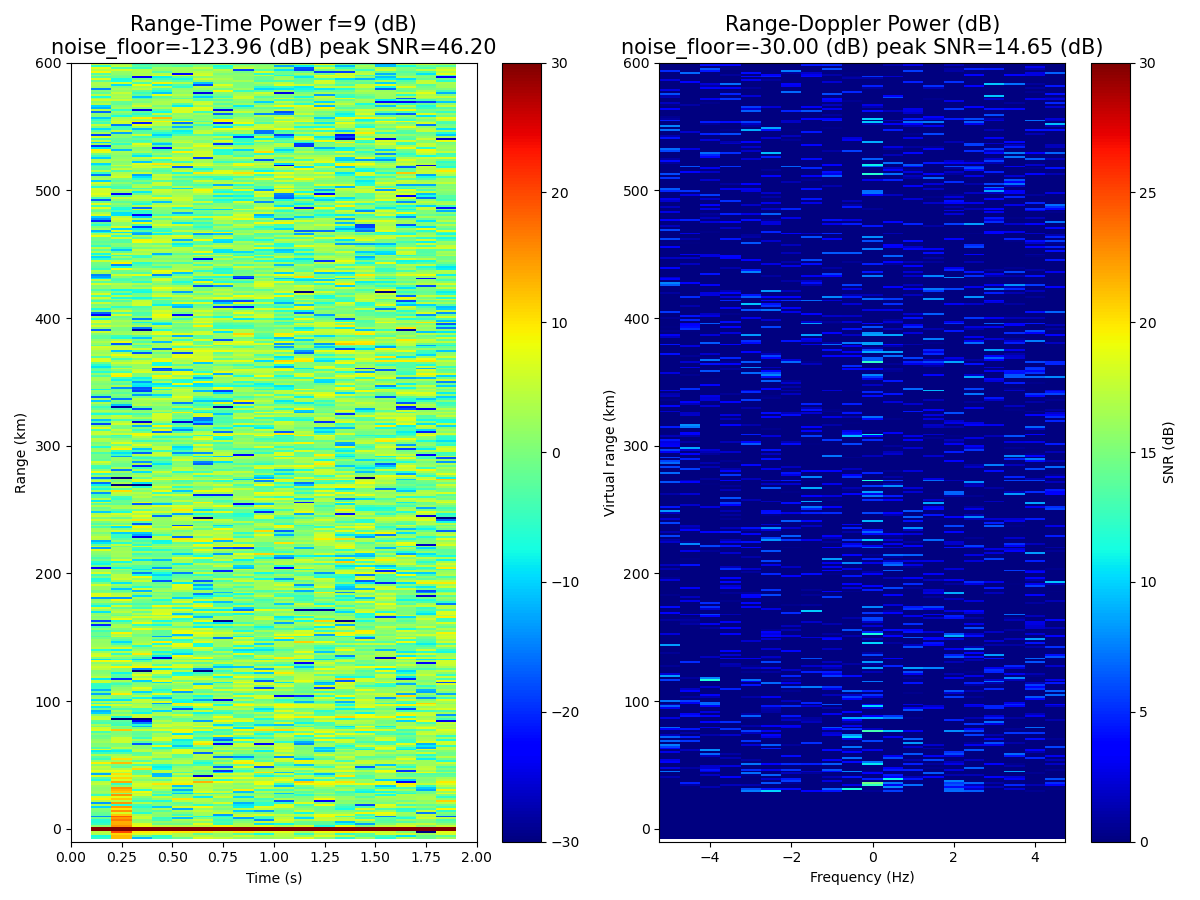 Range-Time Power f=9 (dB)
noise_floor=-123.96 (dB) peak SNR=46.20
Range (km)
600
500
400
300
200
100
0
0.00 0.25 0.50 0.75 1.00 1.25 1.50 1.75 2.00
Time (s)
30
20
10
0
−10
−20
−30
Range-Doppler Power (dB)
noise_floor=-30.00 (dB) peak SNR=14.65 (dB)
Virtual range (km)
600
500
400
300
200
100
0
−4 −2 0 2 4
Frequency (Hz)
30
25
20
15
10
5
0
SNR (dB)